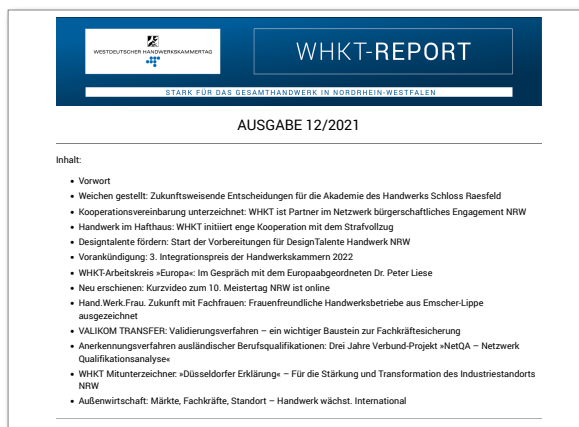 WESTDEUTSCHER HANDWERKSKAMMERTAG
WHKT-REPORT
STARK FÜR DAS GESAMTHANDWERK IN NORDRHEIN-WESTFALEN
AUSGABE 12/2021
Inhalt:
• Vorwort
• Weichen gestellt: Zukunftsweisende Entscheidungen für die Akademie des Handwerks Schloss Raesfeld
• Kooperationsvereinbarung unterzeichnet: WHKT ist Partner im Netzwerk bürgerschaftliches Engagement NRW
• Handwerk im Hafthaus: WHKT initiiert enge Kooperation mit dem Strafvollzug
• Designtalente fördern: Start der Vorbereitungen für DesignTalente Handwerk NRW
• Vorankündigung: 3. Integrationspreis der Handwerkskammern 2022
• WHKT-Arbeitskreis »Europa«: Im Gespräch mit dem Europaabgeordneten Dr. Peter Liese
• Neu erschienen: Kurzvideo zum 10. Meistertag NRW ist online
• Hand.Werk.Frau. Zukunft mit Fachfrauen: Frauenfreundliche Handwerksbetriebe aus Emscher-Lippe
ausgezeichnet
• VALIKOM TRANSFER: Validierungsverfahren – ein wichtiger Baustein zur Fachkräftesicherung
• Anerkennungsverfahren ausländischer Berufsqualifikationen: Drei Jahre Verbund-Projekt »NetQA – Netzwerk
Qualifikationsanalyse«
• WHKT Mitunterzeichner: »Düsseldorfer Erklärung« – Für die Stärkung und Transformation des Industriestandorts
NRW
• Außenwirtschaft: Märkte, Fachkräfte, Standort – Handwerk wächst. International